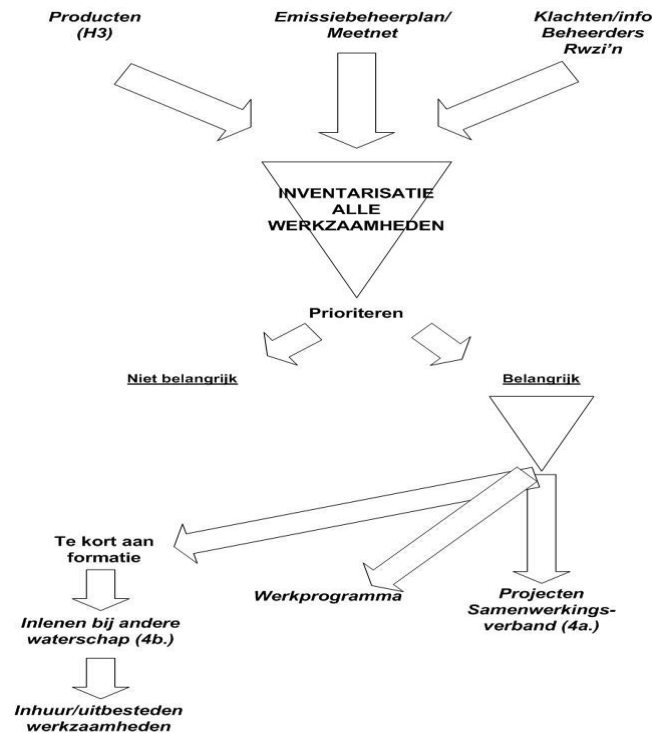 Producten
(H3)
Emissiebeheerplan/
Meetnet
Klachten/info
Beheerders
Rwzi'n
INVENTARISATIE
ALLE
WERKZAAMHEDEN
Prioriteren
Niet belangrijk
Belangrijk
Te kort aan
formatie
Werkprogramma
Projecten
Samenwerkings-
verband (4a.)
Inlenen bij andere
waterschap (4b.)
Inhuur/uitbesteden
werkzaamheden